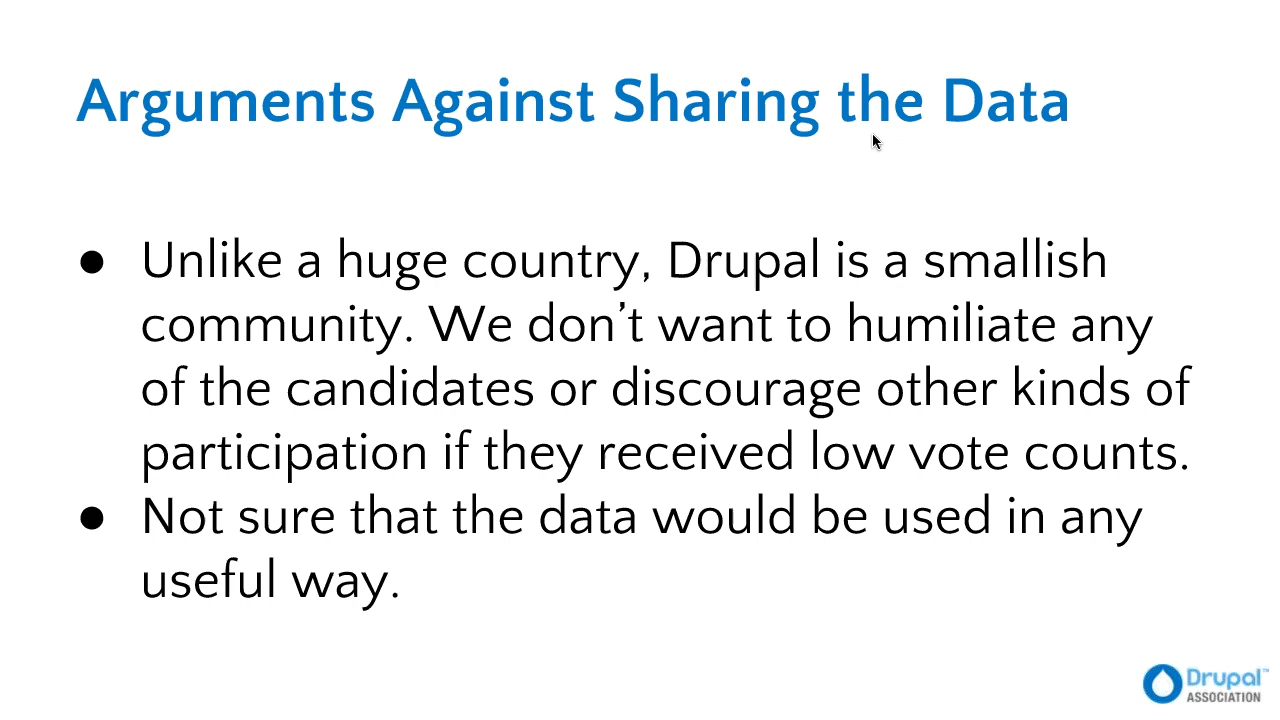 Arguments Against Sharing the Data
● Unlike a huge country, Drupal is a smallish
community. We don’t want to humiliate any
of the candidates or discourage other kinds of
participation if they received low vote counts.
● Not sure that the data would be used in any
useful way.
Drupal™
ASSOCIATION